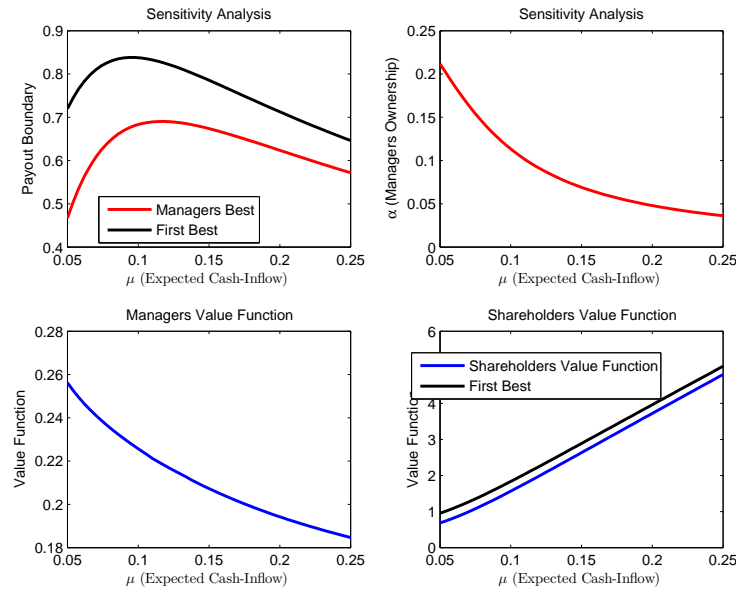 Sensitivity Analysis
Payout Boundary
0.9
0.8
0.7
0.6
0.5
0.4
Managers Best
First Best
0.05 0.1 0.15 0.2 0.25
μ (Expected Cash-Inflow)
Sensitivity Analysis
α (Managers Ownership)
0.25
0.2
0.15
0.1
0.05
0
0.05 0.1 0.15 0.2 0.25
μ (Expected Cash-Inflow)
Managers Value Function
Value Function
0.28
0.26
0.24
0.22
0.2
0.18
0.05 0.1 0.15 0.2 0.25
μ (Expected Cash-Inflow)
Shareholders Value Function
Value Function
6
Shareholders Value Function
First Best
4
3
2
1
0
0.05 0.1 0.15 0.2 0.25
μ (Expected Cash-Inflow)